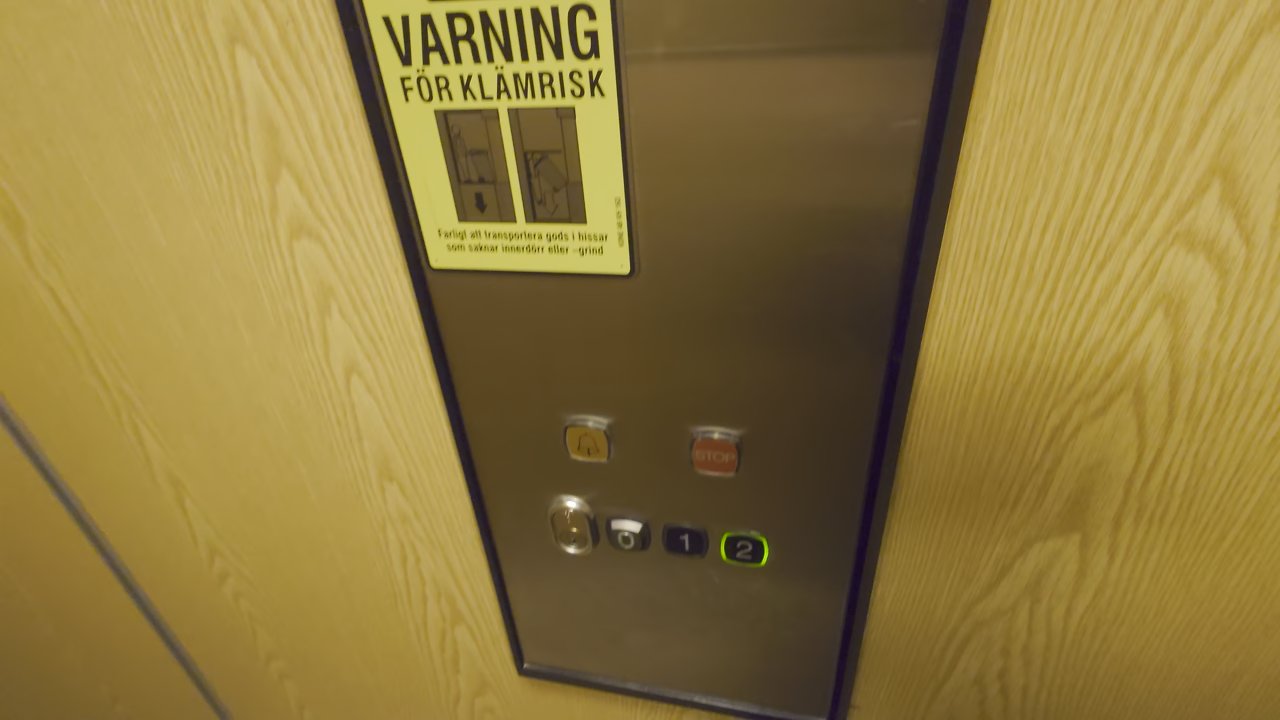 VARNING
FÖR KLÄMRISK
Farligt att transportera gods i hissar
som saknar innerdörr eller -grind
STOP
0 1 2